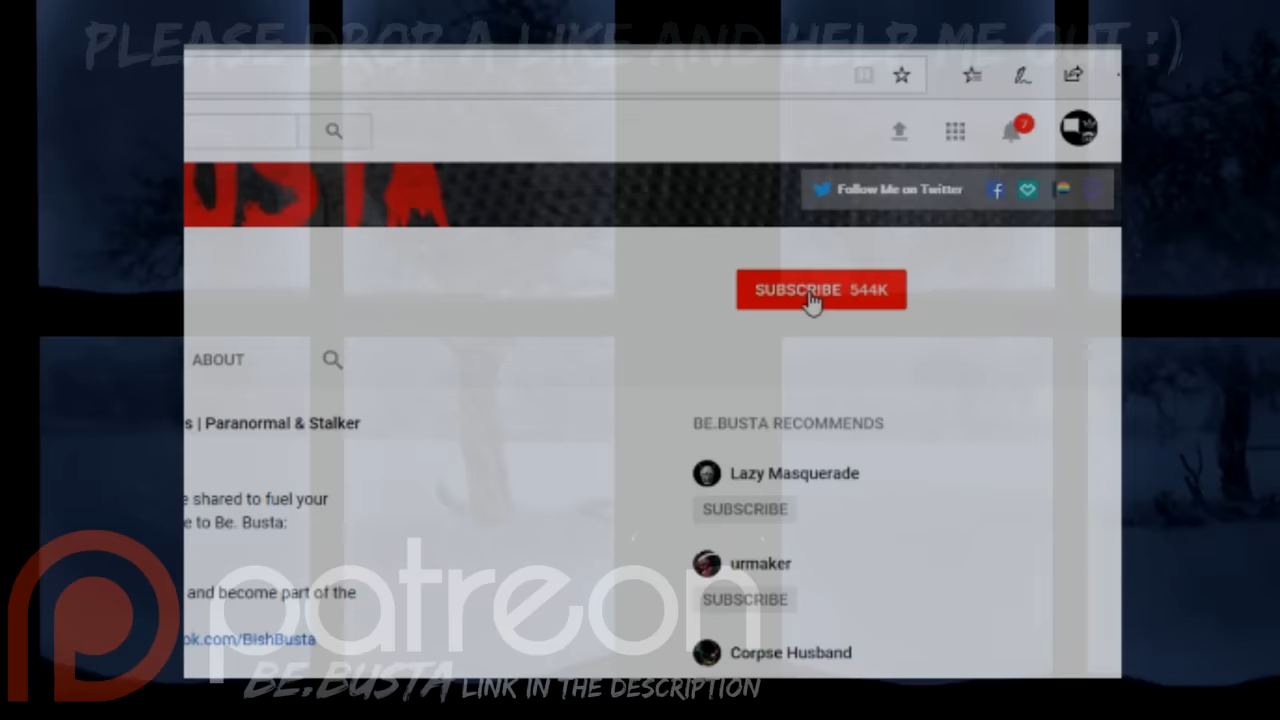 PLEASE DROP A LIKE AND HELP ME OUT :)
7
BUSTA
Follow Me on Twitter
SUBSCRIBE 544K
ABOUT
s | Paranormal & Stalker
BE.BUSTA RECOMMENDS
Lazy Masquerade
e shared to fuel your
SUBSCRIBE
e to Be. Busta:
urmaker
and become part of the
SUBSCRIBE
patreon
ok.com/BishBusta
Corpse Husband
BE.BUSTA LINK IN THE DESCRIPTION